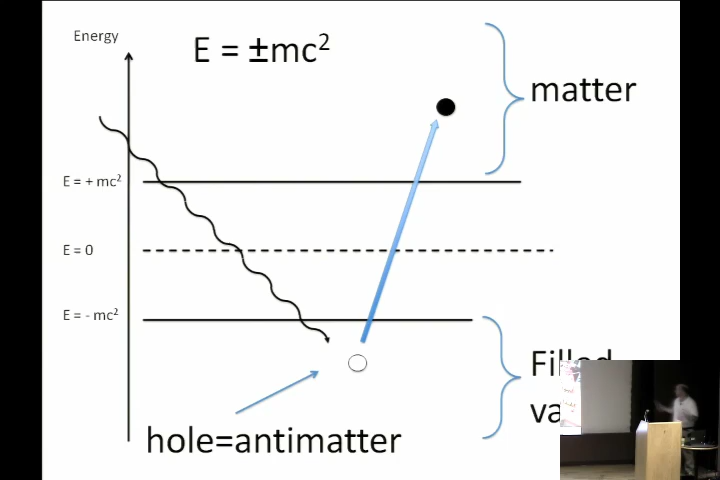 Energy
E = ±mc²
matter
E = + mc²
E = 0
E = - mc²
hole=antimatter